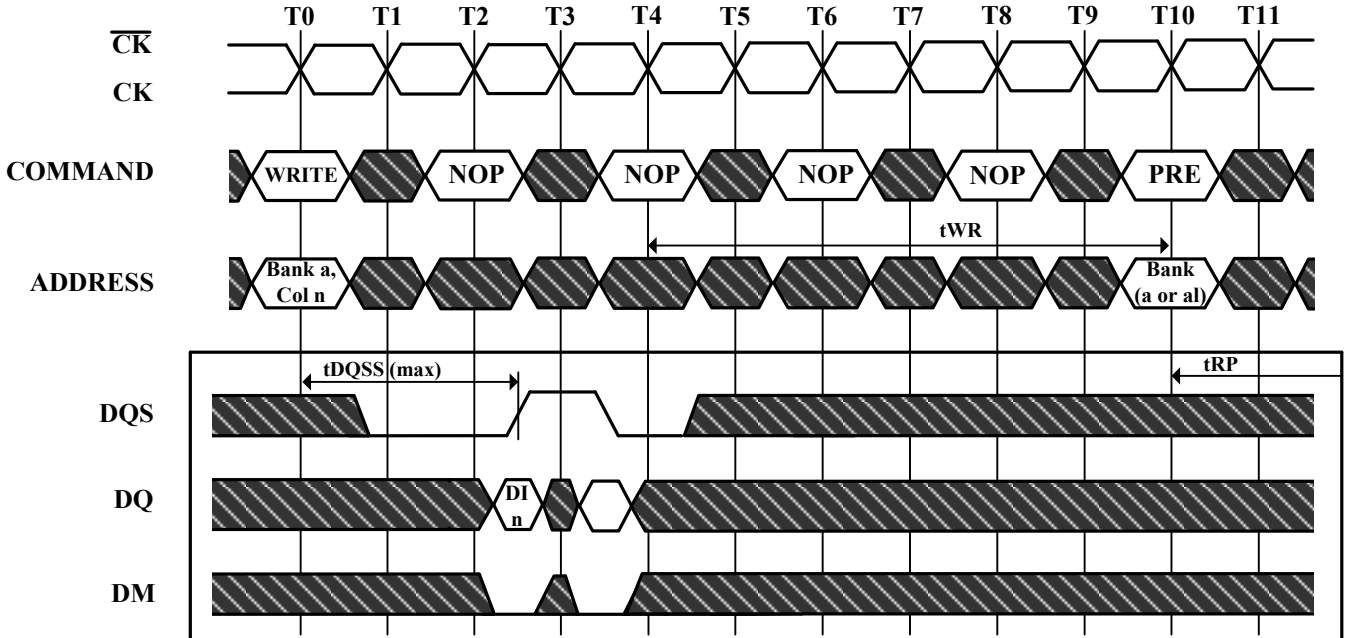 T0 T1 T2 T3 T4 T5 T6 T7 T8 T9 T10 T11
CK
CK
COMMAND WRITE NOP NOP NOP NOP PRE
tWR
ADDRESS Bank a, Bank
Col n (a or al)
tDQSS (max) tRP
DQS
DQ DI
n
DM